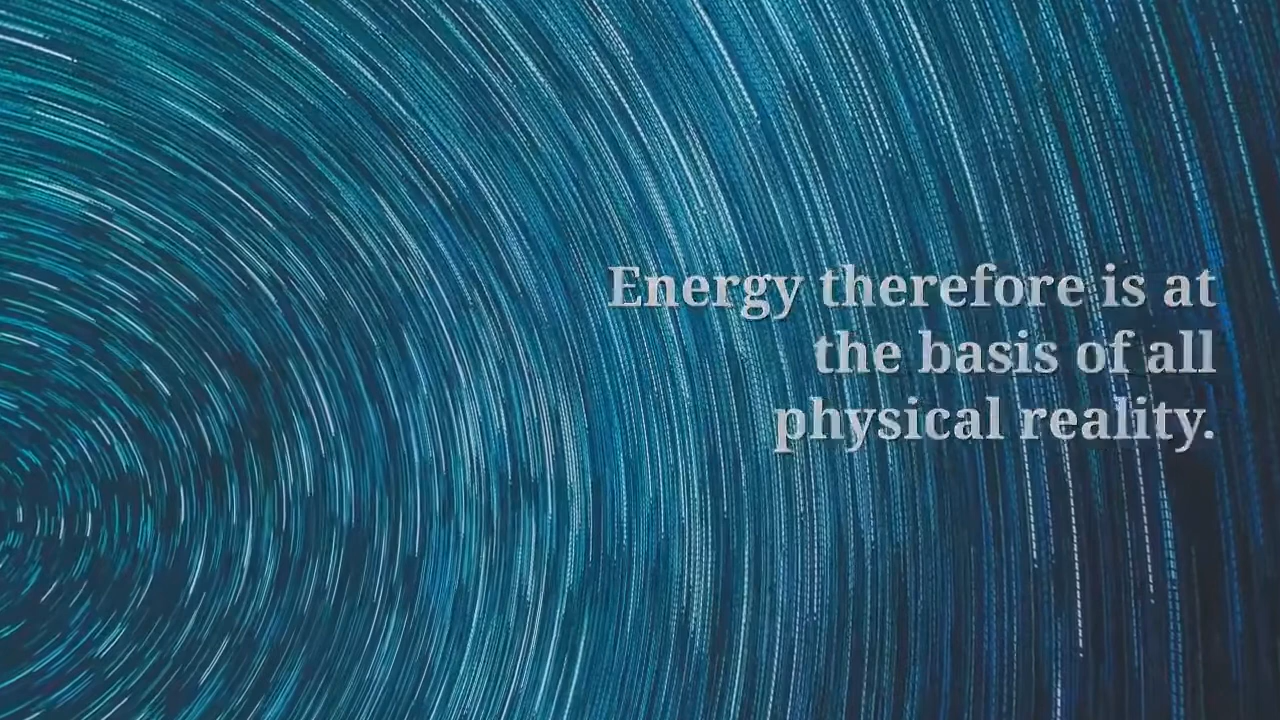 Energy therefore is at
the basis of all
physical reality.